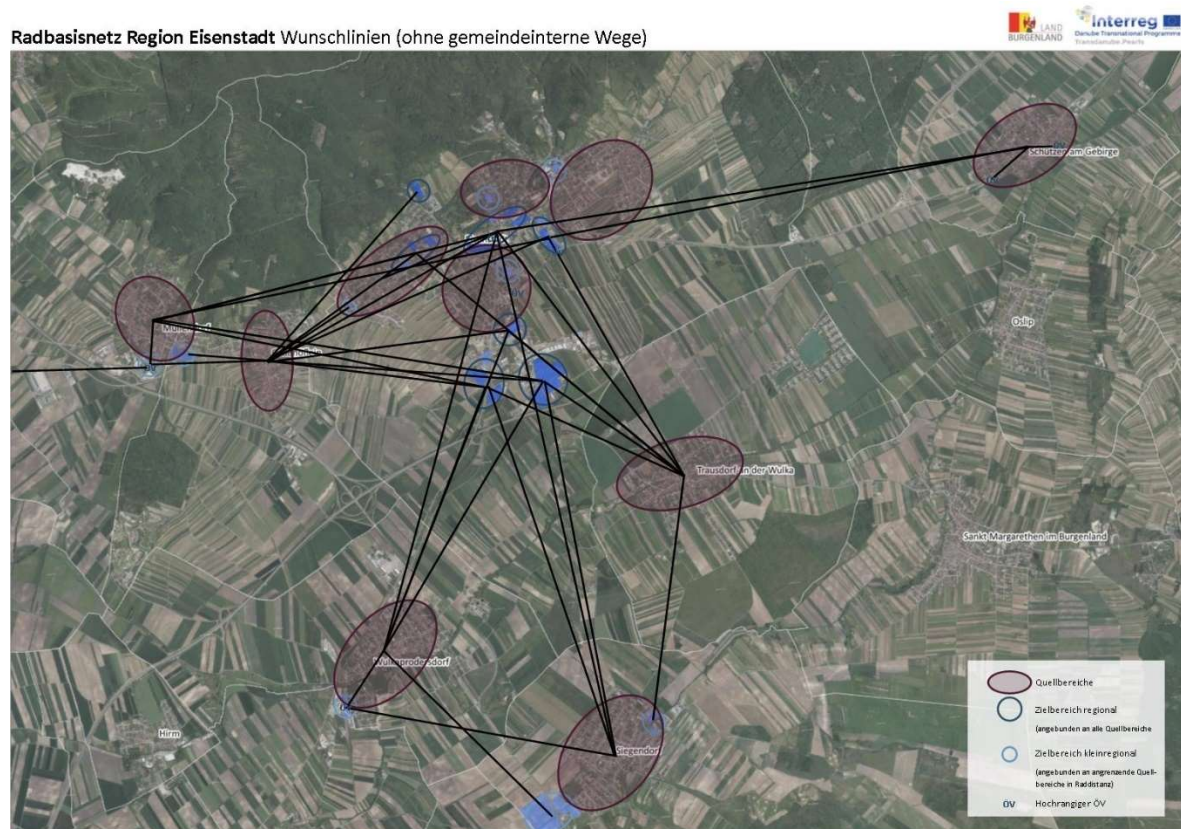 Radbasisnetz Region Eisenstadt Wunschlinien (ohne gemeindeinterne Wege)
LAND
BURGENLAND
Interreg
Danube Transnational Programme
Transdanube.Pearls
Schützen am Gebirge
Oslip
Trausdorf an der Wulka
Sankt Margarethen im Burgenland
Wulkaprodersdorf
Hirm
Siegendorf
Quellbereiche
Zielbereich regional
(angebunden an alle Quellbereiche
Zielbereich kleinregional
(angebunden an angrenzende Quell-
bereiche in Raddistanz)
ÖV Hochrangiger ÖV